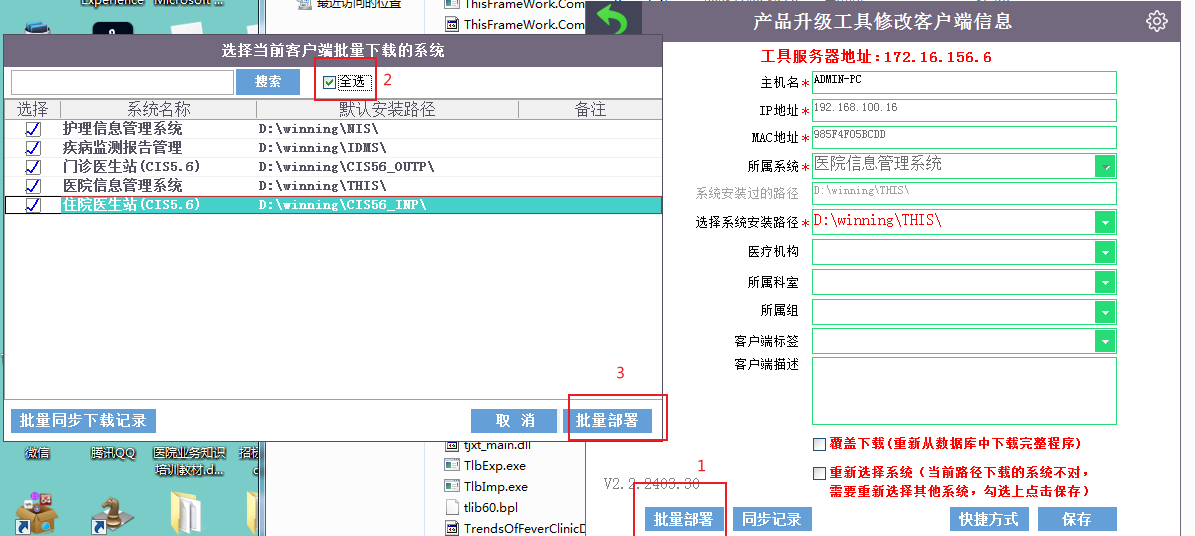 Experience
Microsoft ...
最近访问的位置
ThisFrameWork.Com
ThisFrameWork.Com
选择当前客户端批量下载的系统
搜索
全选
2
选择 系统名称 默认安装路径 备注
护理信息管理系统 D:\winning\NIS\
疾病监测报告管理 D:\winning\IDMS\
门诊医生站(CIS5.6) D:\winning\CIS56_OUTP\
医院信息管理系统 D:\winning\THIS\
住院医生站(CIS5.6) D:\winning\CIS56_INP\
3
批量同步下载记录
取 消
批量部署
微信
腾讯QQ
医院业务知识
培训教材.d...
招标
tjxt_main.dll
TlbExp.exe
TlbImp.exe
tlib60.bpl
TrendsOfFeverClinicD
产品升级工具修改客户端信息
工具服务器地址:172.16.156.6
主机名* ADMIN-PC
IP地址* 192.168.100.16
MAC地址* 985F4F05BCDD
所属系统* 医院信息管理系统
系统安装过的路径 D:\winning\THIS\
选择系统安装路径* D:\winning\THIS\
医疗机构
所属科室
所属组
客户端标签
客户端描述
覆盖下载(重新从数据库中下载完整程序)
重新选择系统（当前路径下载的系统不对，
需要重新选择其他系统，勾选上点击保存）
1
V2.2.2403.30
批量部署
同步记录
快捷方式
保存